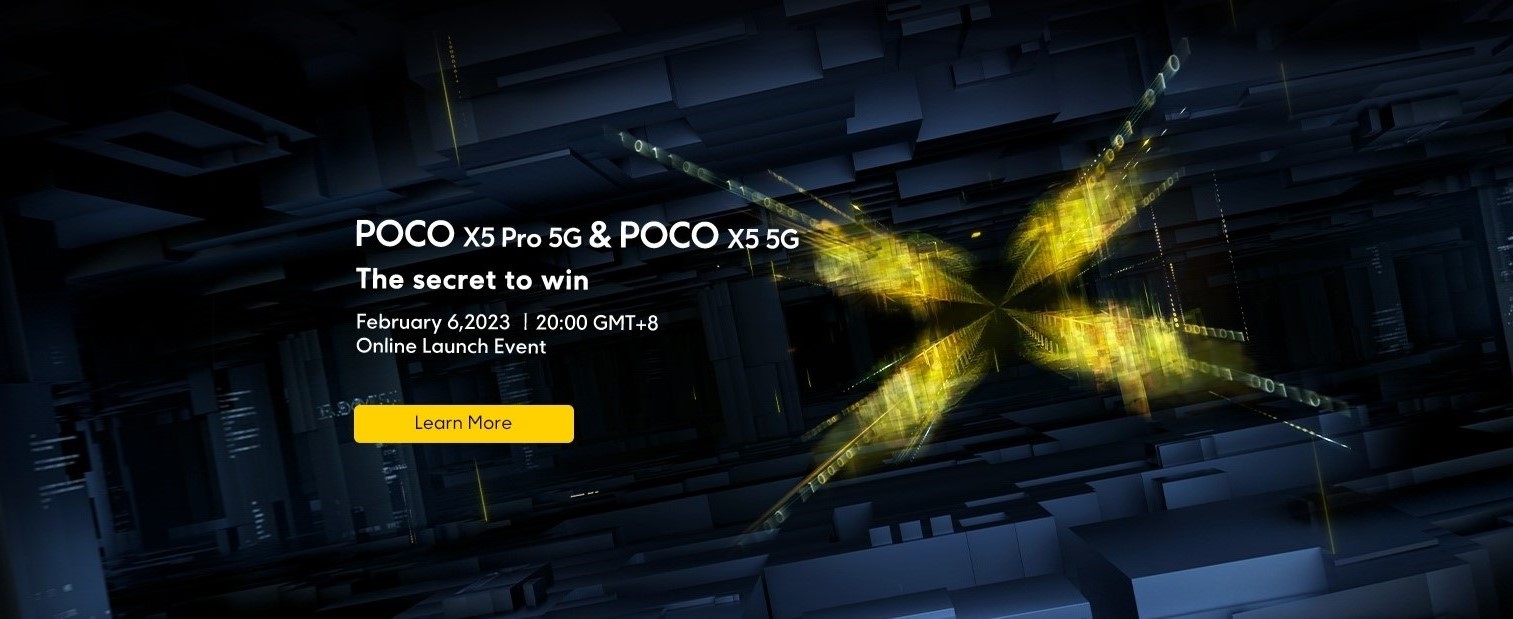 POCO X5 Pro 5G & POCO X5 5G
The secret to win
February 6,2023 | 20:00 GMT+8
Online Launch Event
Learn More